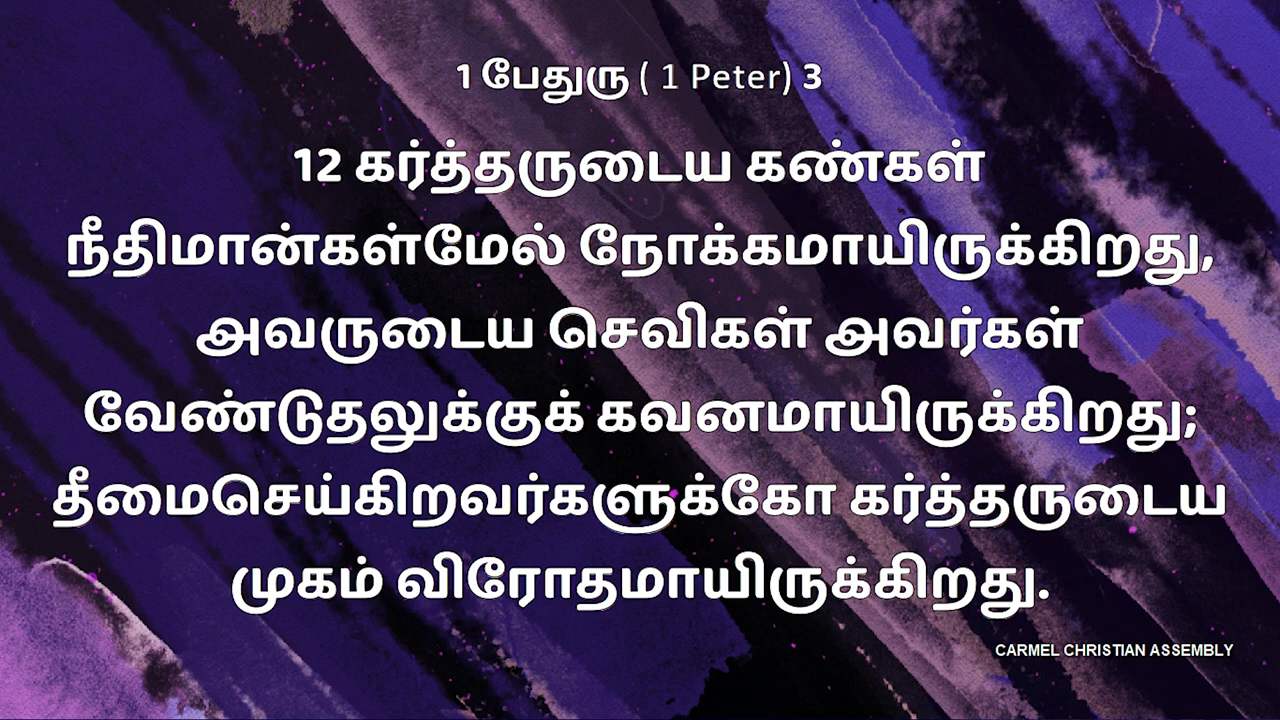 1 பேதுரு ( 1 Peter) 3
12 கர்த்தருடைய கண்கள்
நீதிமான்கள்மேல் நோக்கமாயிருக்கிறது,
அவருடைய செவிகள் அவர்கள்
வேண்டுதலுக்குக் கவனமாயிருக்கிறது;
தீமைசெய்கிறவர்களுக்கோ கர்த்தருடைய
முகம் விரோதமாயிருக்கிறது.
CARMEL CHRISTIAN ASSEMBLY